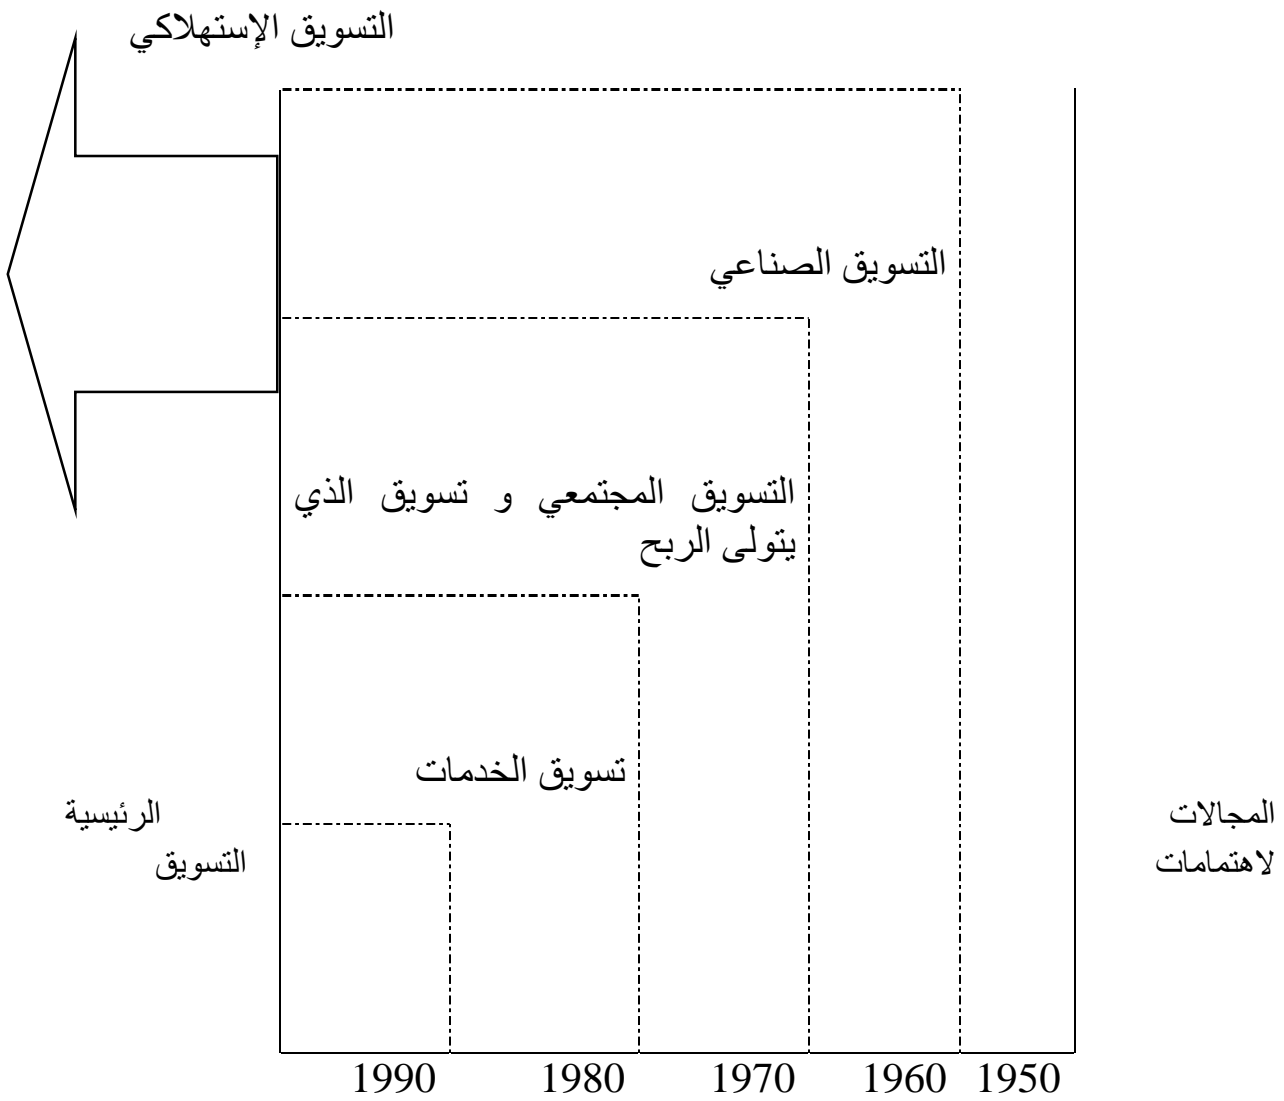 التسويق الإستهلاكي
التسويق الصناعي
التسويق المجتمعي و تسويق الذي
يتولى الربح
تسويق الخدمات
المجالات الرئيسية
لاهتمامات التسويق
1990 1980 1970 1960 1950